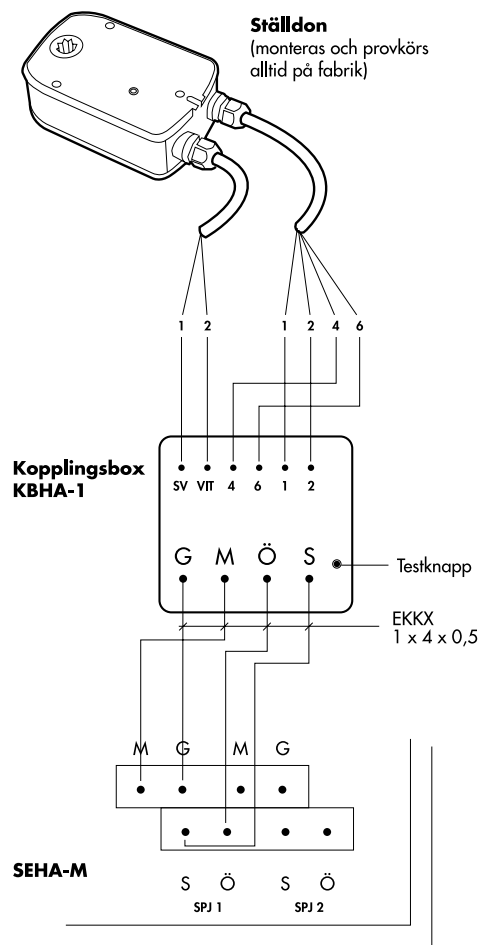 Ställdon
(monteras och provkörs
alltid på fabrik)
1 2 1 2 4 6
Kopplingsbox
KBHA-1
SV VIT 4 6 1 2
G M Ö S
Testknapp
EKKX
1 x 4 x 0,5
M G M G
SEHA-M
S Ö S Ö
SPJ 1 SPJ 2